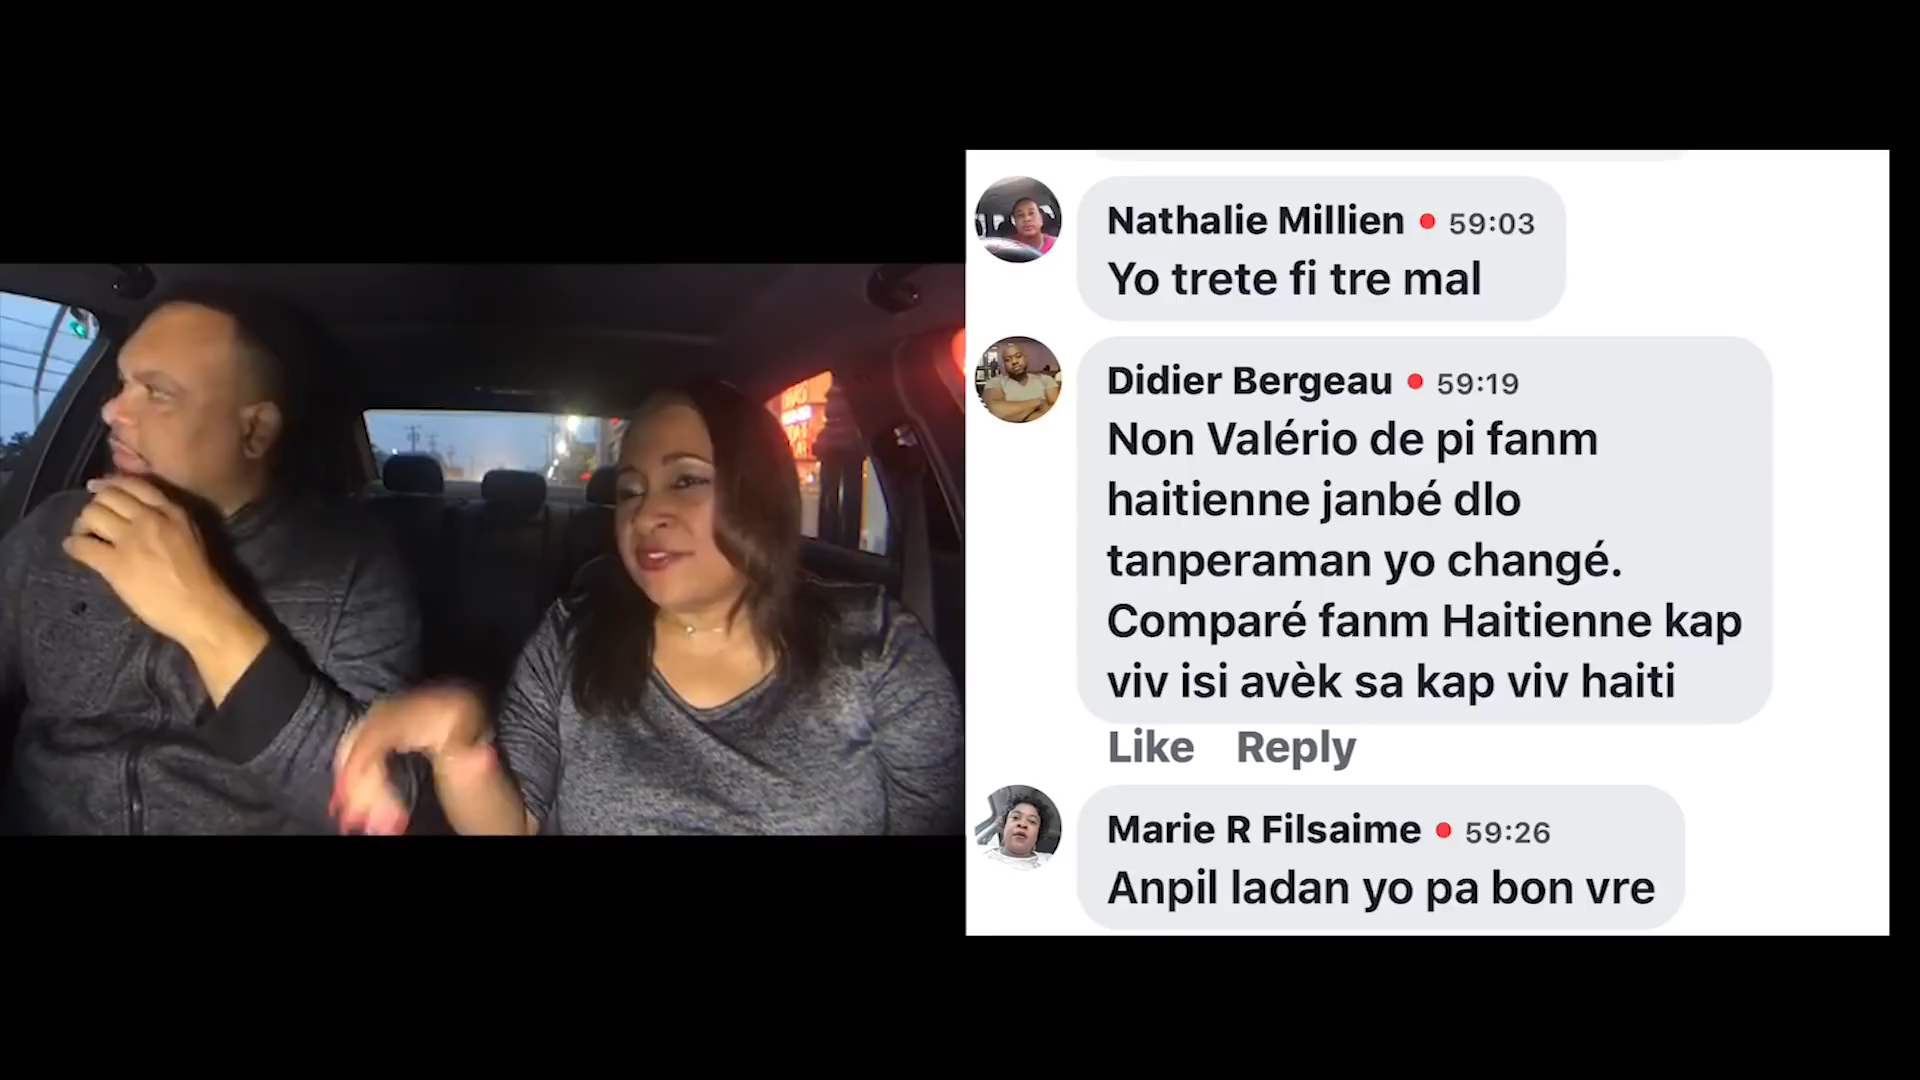 Nathalie Millien • 59:03
Yo trete fi tre mal
Didier Bergeau • 59:19
Non Valério de pi fanm
haitienne janbé dlo
tanperaman yo changé.
Comparé fanm Haitienne kap
viv isi avèk sa kap viv haiti
Like Reply
Marie R Filsaime • 59:26
Anpil ladan yo pa bon vre